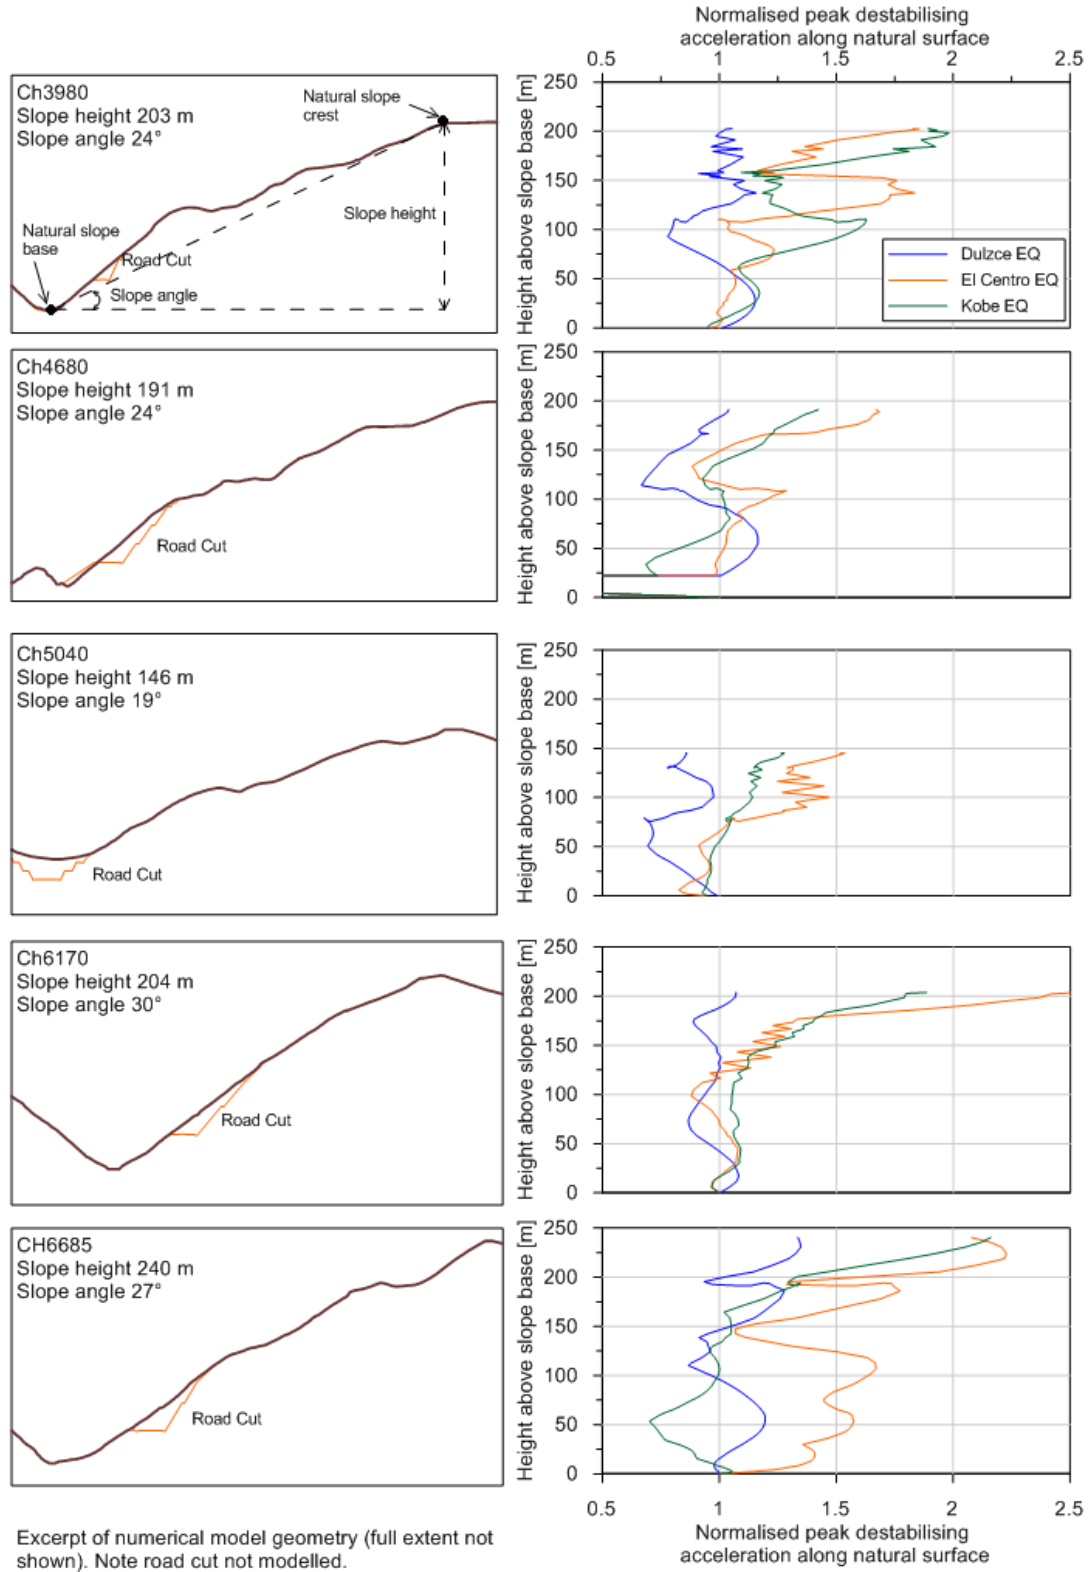 Normalised peak destabilising
acceleration along natural surface
0.5 1 1.5 2 2.5
Ch3980
Slope height 203 m
Slope angle 24°
Natural slope
crest
Slope height
Natural slope
base
Road Cut
Slope angle
Height above slope base [m]
250
200
150
100
50
0
Dulzce EQ
El Centro EQ
Kobe EQ
Ch4680
Slope height 191 m
Slope angle 24°
Road Cut
Height above slope base [m]
250
200
150
100
50
0
Ch5040
Slope height 146 m
Slope angle 19°
Road Cut
Height above slope base [m]
250
200
150
100
50
0
Ch6170
Slope height 204 m
Slope angle 30°
Road Cut
Height above slope base [m]
250
200
150
100
50
0
CH6685
Slope height 240 m
Slope angle 27°
Road Cut
Height above slope base [m]
250
200
150
100
50
0
0.5 1 1.5 2 2.5
Normalised peak destabilising
acceleration along natural surface
Excerpt of numerical model geometry (full extent not
shown). Note road cut not modelled.